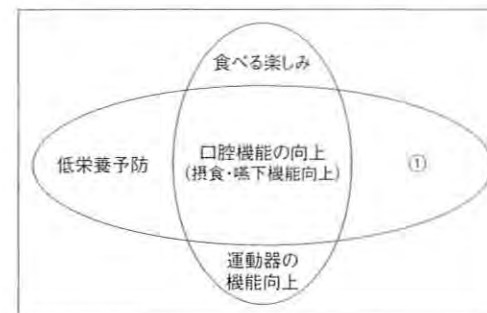 食べる楽しみ
低栄養予防
口腔機能の向上
(摂食・嚥下機能向上)
①
運動器の
機能向上